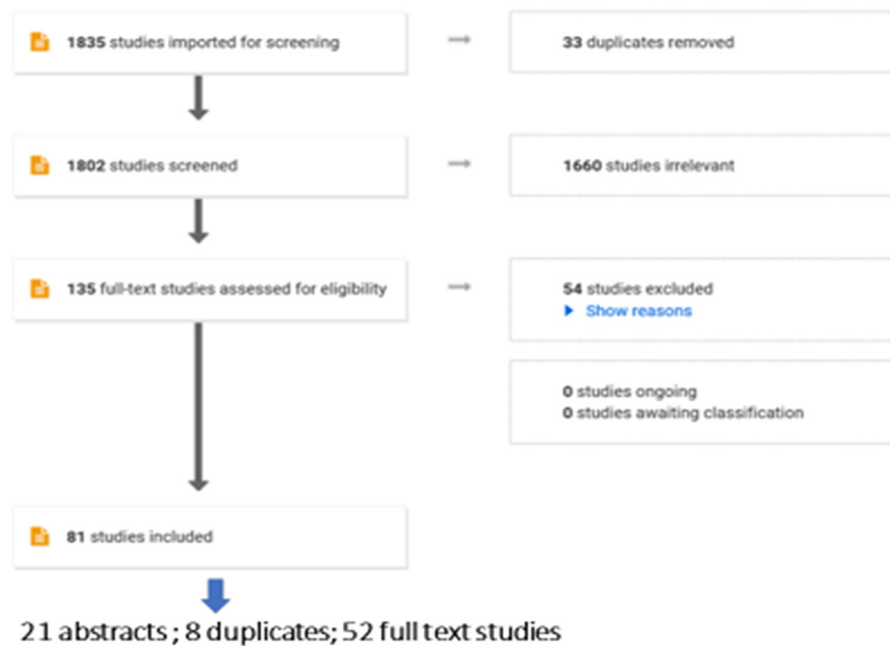 1835 studies imported for screening
33 duplicates removed
1802 studies screened
1660 studies irrelevant
135 full-text studies assessed for eligibility
54 studies excluded
Show reasons
0 studies ongoing
0 studies awaiting classification
81 studies included
21 abstracts ; 8 duplicates; 52 full text studies